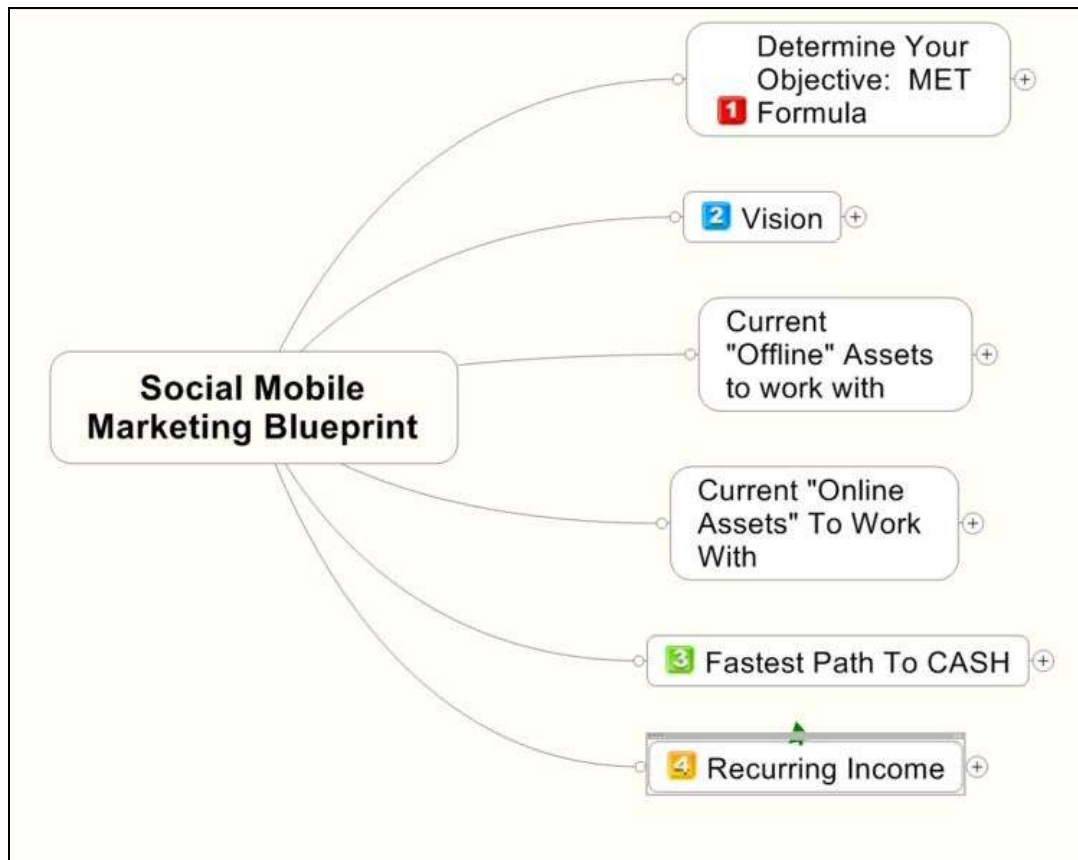 Determine Your
Objective: MET
1 Formula
2 Vision
Current
"Offline" Assets
to work with
Social Mobile
Marketing Blueprint
Current "Online
Assets" To Work
With
3 Fastest Path To CASH
4 Recurring Income